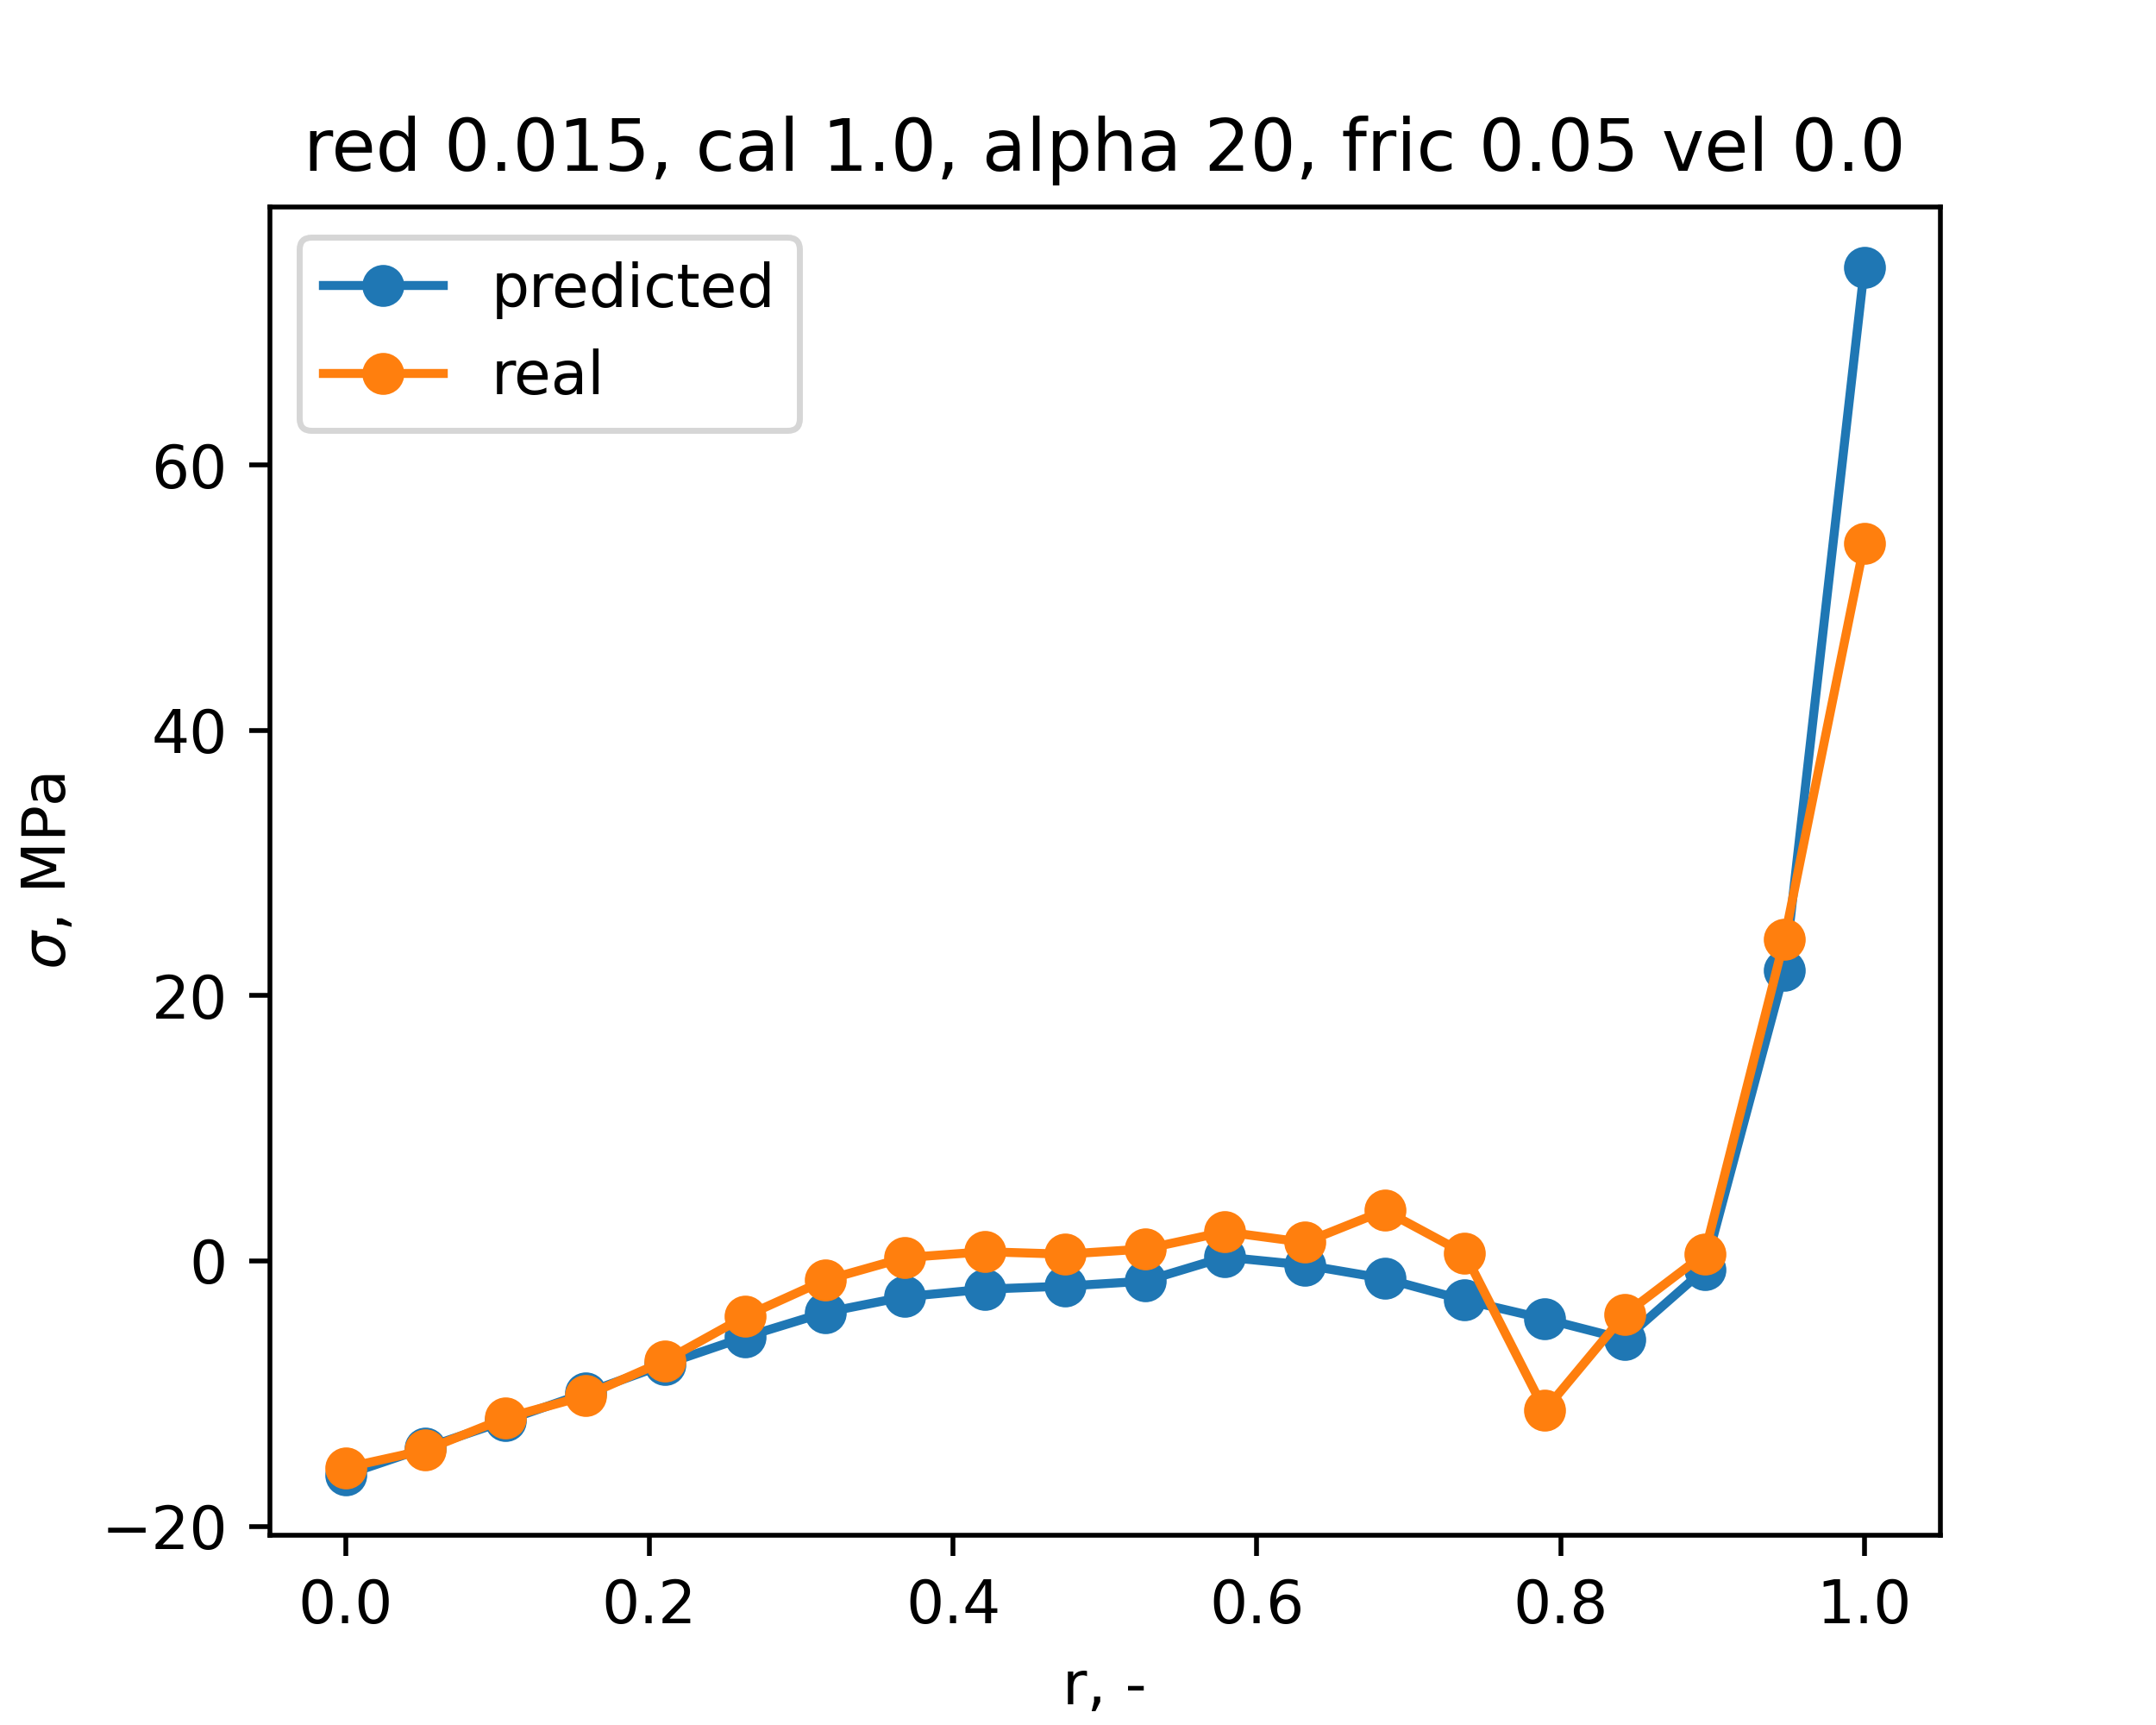 red 0.015, cal 1.0, alpha 20, fric 0.05 vel 0.0
predicted
real
60
40
20
0
−20
σ, MPa
0.0 0.2 0.4 0.6 0.8 1.0
r, -